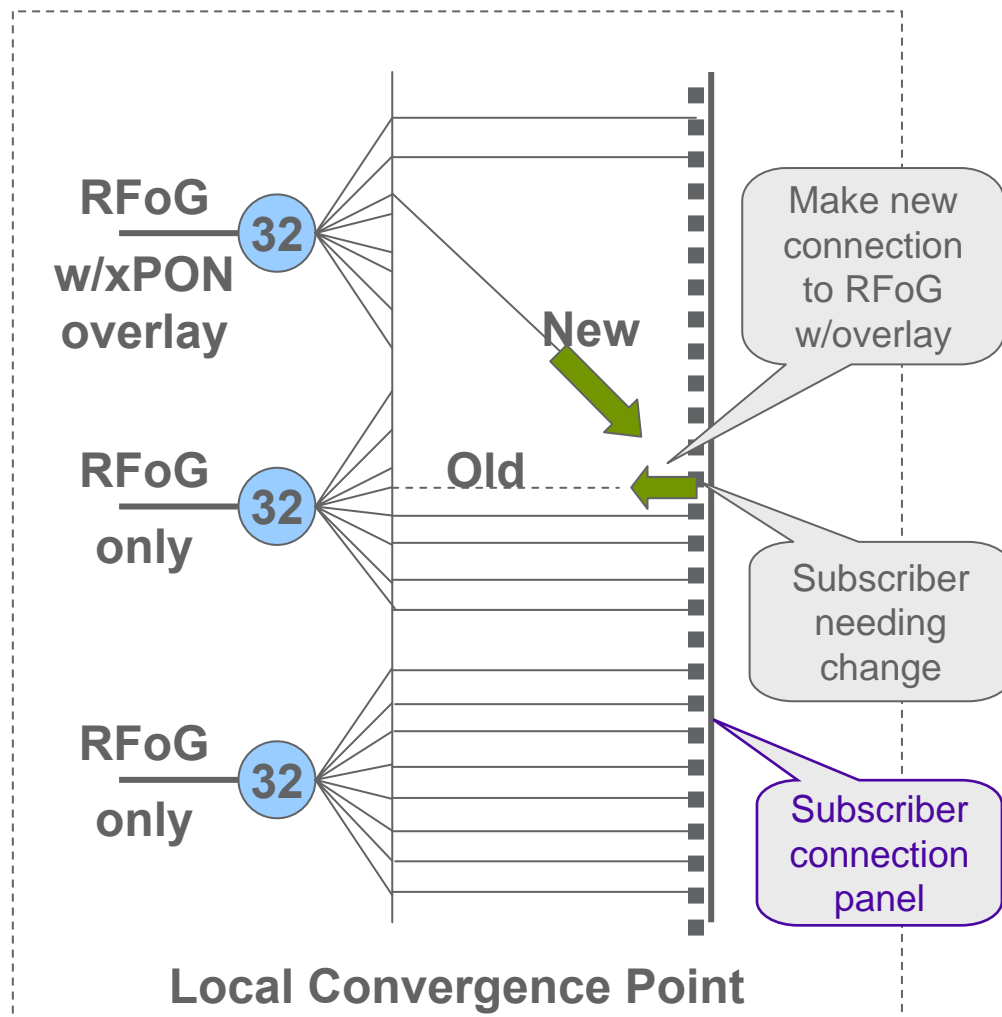 RFoG
32
w/xPON
overlay
New
Make new
connection
to RFoG
w/overlay
RFoG
32
only
Old
Subscriber
needing
change
RFoG
32
only
Subscriber
connection
panel
Local Convergence Point